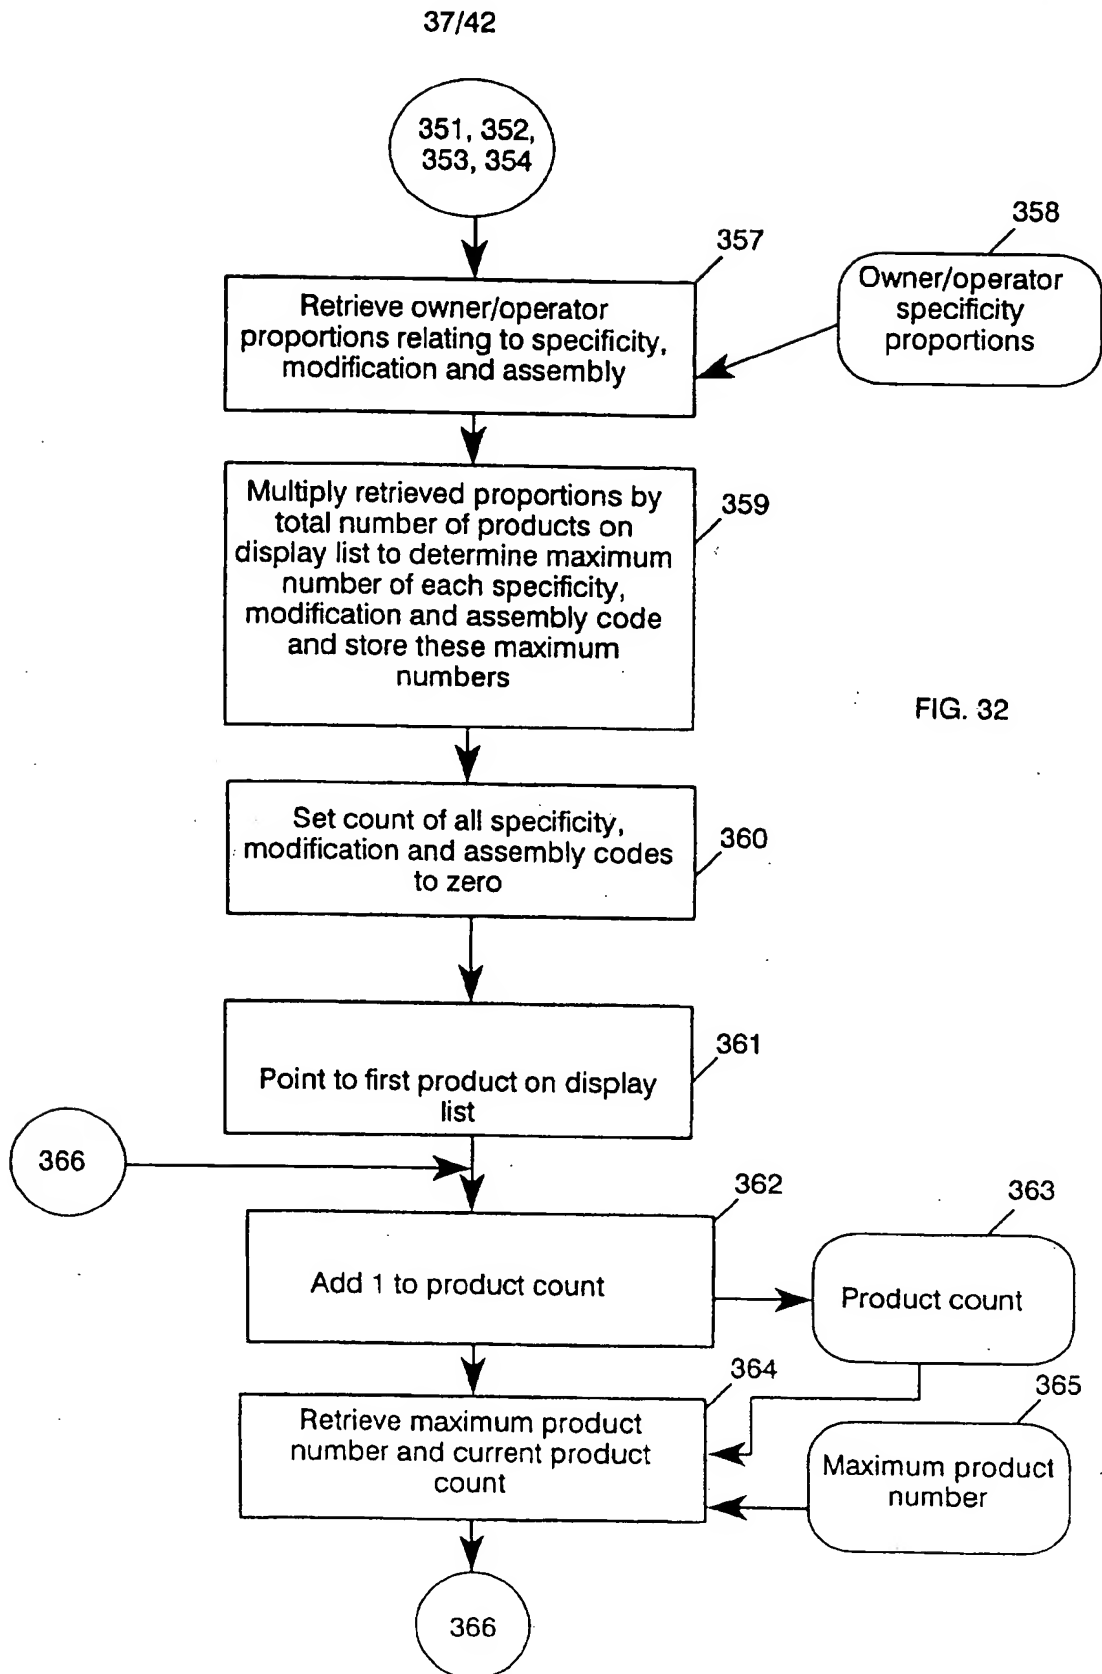 37/42
351, 352,
353, 354
357
358
Retrieve owner/operator
proportions relating to specificity,
modification and assembly
Owner/operator
specificity
proportions
359
Multiply retrieved proportions by
total number of products on
display list to determine maximum
number of each specificity,
modification and assembly code
and store these maximum
numbers
FIG. 32
360
Set count of all specificity,
modification and assembly codes
to zero
361
Point to first product on display
list
366
362
363
Add 1 to product count
Product count
364
365
Retrieve maximum product
number and current product
count
Maximum product
number
366